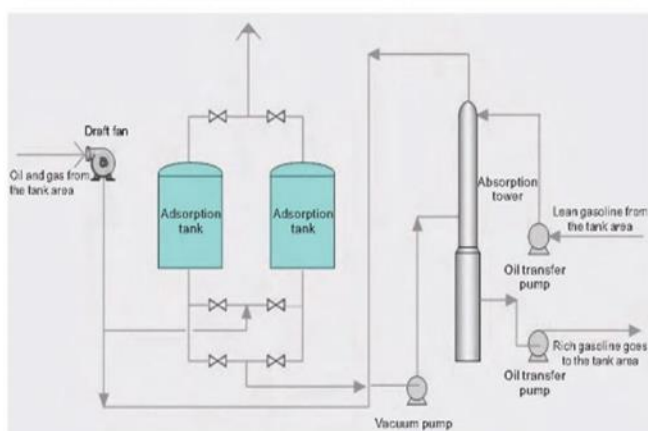 Draft fan
Oil and gas from
the tank area
Adsorption
tank
Adsorption
tank
Absorption
tower
Lean gasoline from
the tank area
Oil transfer
pump
Rich gasoline goes
to the tank area
Oil transfer
pump
Vacuum pump